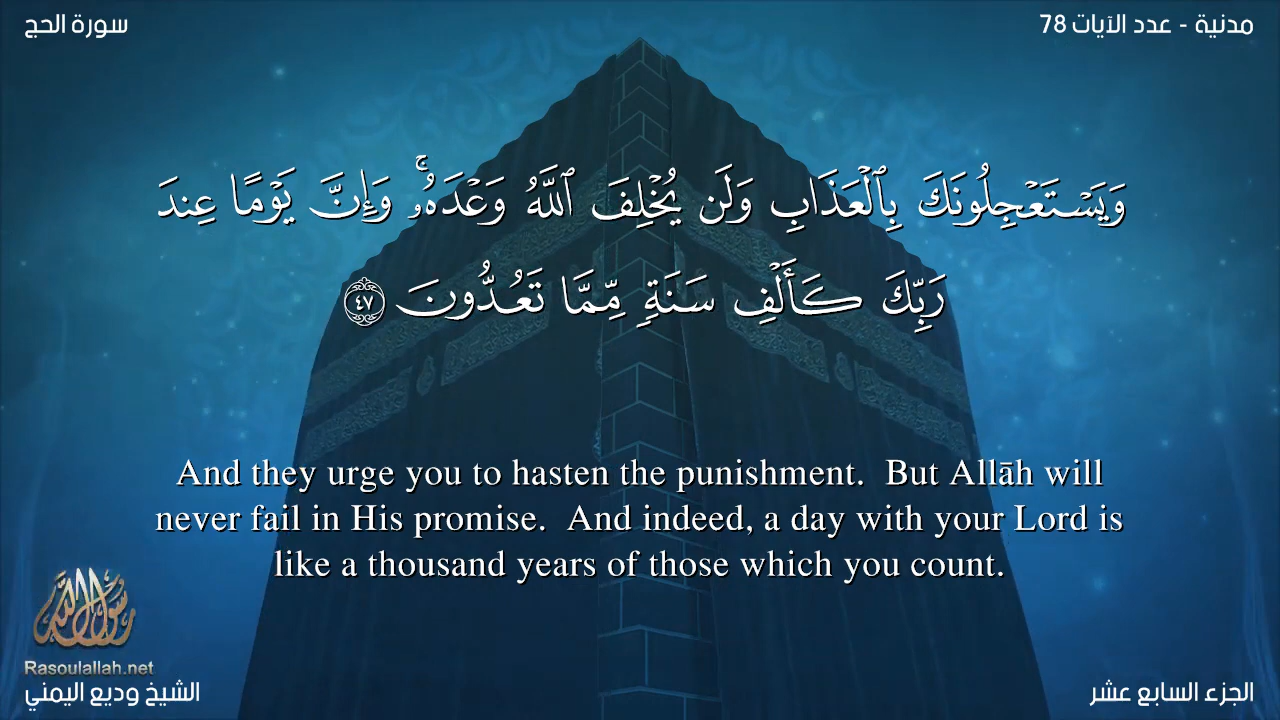 سورة الحج
مدنية - عدد الآيات 78
وَيَسْتَعْجِلُونَكَ بِٱلْعَذَابِ وَلَن يُخْلِفَ ٱللَّهُ وَعْدَهُۥۚ وَإِنَّ يَوْمًا عِندَ
رَبِّكَ كَأَلْفِ سَنَةٍ مِّمَّا تَعُدُّونَ ٤٧
And they urge you to hasten the punishment.  But Allāh will
never fail in His promise.  And indeed, a day with your Lord is
like a thousand years of those which you count.
رسول الله
Rasoulallah.net
الشيخ وديع اليمني
الجزء السابع عشر